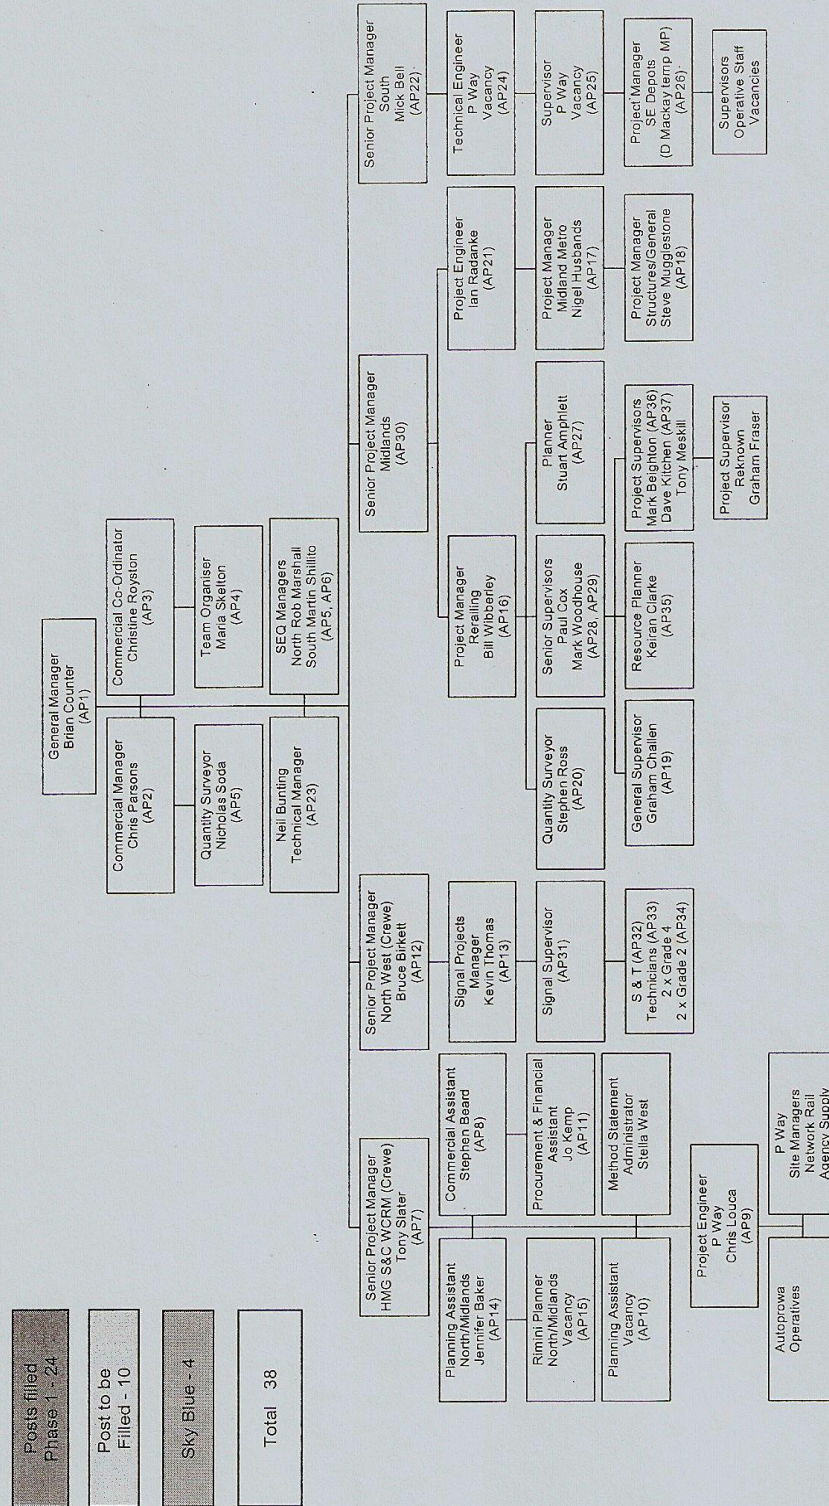 Posts filled
Phase 1 - 24
Post to be
Filled - 10
Sky Blue - 4
Total 38
General Manager
Brian Counter
(AP1)
Commercial Manager
Chris Parsons
(AP2)
Commercial Co-Ordinator
Christine Royston
(AP3)
Quantity Surveyor
Nicholas Soda
(AP5)
Team Organiser
Maria Skelton
(AP4)
Neil Bunting
Technical Manager
(AP23)
SEQ Managers
North Rob Marshall
South Martin Shillito
(AP5, AP6)
Senior Project Manager
HMG S&C WCRM (Crewe)
Tony Slater
(AP7)
Planning Assistant
North/Midlands
Jennifer Baker
(AP14)
Commercial Assistant
Stephen Beard
(AP8)
Rimini Planner
North/Midlands
Vacancy
(AP15)
Procurement & Financial
Assistant
Jo Kemp
(AP11)
Planning Assistant
Vacancy
(AP10)
Method Statement
Administrator
Stella West
Project Engineer
P Way
Chris Louca
(AP9)
Autoprowa
Operatives
P Way
Site Managers
Network Rail
Agency Supply
Senior Project Manager
North West (Crewe)
Bruce Birkett
(AP12)
Signal Projects
Manager
Kevin Thomas
(AP13)
Signal Supervisor
(AP31)
S & T (AP32)
Technicians (AP33)
2 x Grade 4
2 x Grade 2 (AP34)
Senior Project Manager
Midlands
(AP30)
Project Manager
Rerailing
Bill Wibberley
(AP16)
Quantity Surveyor
Stephen Ross
(AP20)
Senior Supervisors
Paul Cox
Mark Woodhouse
(AP28, AP29)
Planner
Stuart Amphlett
(AP27)
General Supervisor
Graham Challen
(AP19)
Resource Planner
Keiran Clarke
(AP35)
Project Supervisors
Mark Beighton (AP36)
Dave Kitchen (AP37)
Tony Meskill
Project Supervisor
Reknown
Graham Fraser
Project Engineer
Ian Radanke
(AP21)
Project Manager
Midland Metro
Nigel Husbands
(AP17)
Project Manager
Structures/General
Steve Mugglestone
(AP18)
Senior Project Manager
South
Mick Bell
(AP22)
Technical Engineer
P Way
Vacancy
(AP24)
Supervisor
P Way
Vacancy
(AP25)
Project Manager
SE Depots
(D Mackay temp MP)
(AP26)
Supervisors
Operative Staff
Vacancies